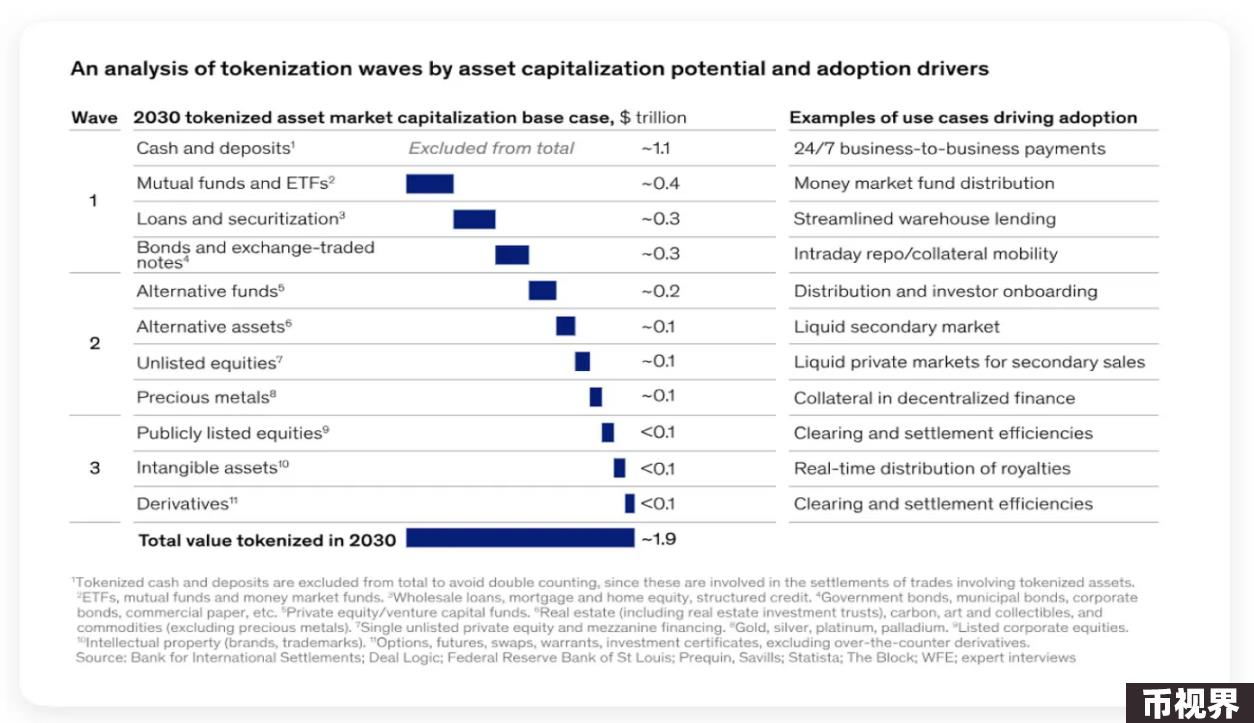 An analysis of tokenization waves by asset capitalization potential and adoption drivers
Wave 2030 tokenized asset market capitalization base case, $ trillion Examples of use cases driving adoption
Cash and deposits¹ Excluded from total ~1.1 24/7 business-to-business payments
Mutual funds and ETFs² ~0.4 Money market fund distribution
1
Loans and securitization³ ~0.3 Streamlined warehouse lending
Bonds and exchange-traded
notes⁴ ~0.3 Intraday repo/collateral mobility
Alternative funds⁵ ~0.2 Distribution and investor onboarding
Alternative assets⁶ ~0.1 Liquid secondary market
2
Unlisted equities⁷ ~0.1 Liquid private markets for secondary sales
Precious metals⁸ ~0.1 Collateral in decentralized finance
Publicly listed equities⁹ <0.1 Clearing and settlement efficiencies
3 Intangible assets¹⁰ <0.1 Real-time distribution of royalties
Derivatives¹¹ <0.1 Clearing and settlement efficiencies
Total value tokenized in 2030 ~1.9
¹Tokenized cash and deposits are excluded from total to avoid double counting, since these are involved in the settlements of trades involving tokenized assets.
²ETFs, mutual funds and money market funds. ³Wholesale loans, mortgage and home equity, structured credit. ⁴Government bonds, municipal bonds, corporate
bonds, commercial paper, etc. ⁵Private equity/venture capital funds. ⁶Real estate (including real estate investment trusts), carbon, art and collectibles, and
commodities (excluding precious metals). ⁷Single unlisted private equity and mezzanine financing. ⁸Gold, silver, platinum, palladium. ⁹Listed corporate equities.
¹⁰Intellectual property (brands, trademarks). ¹¹Options, futures, swaps, warrants, investment certificates, excluding over-the-counter derivatives.
Source: Bank for International Settlements; Deal Logic; Federal Reserve Bank of St Louis; Prequin, Savills; Statista; The Block; WFE; expert interviews
币视界